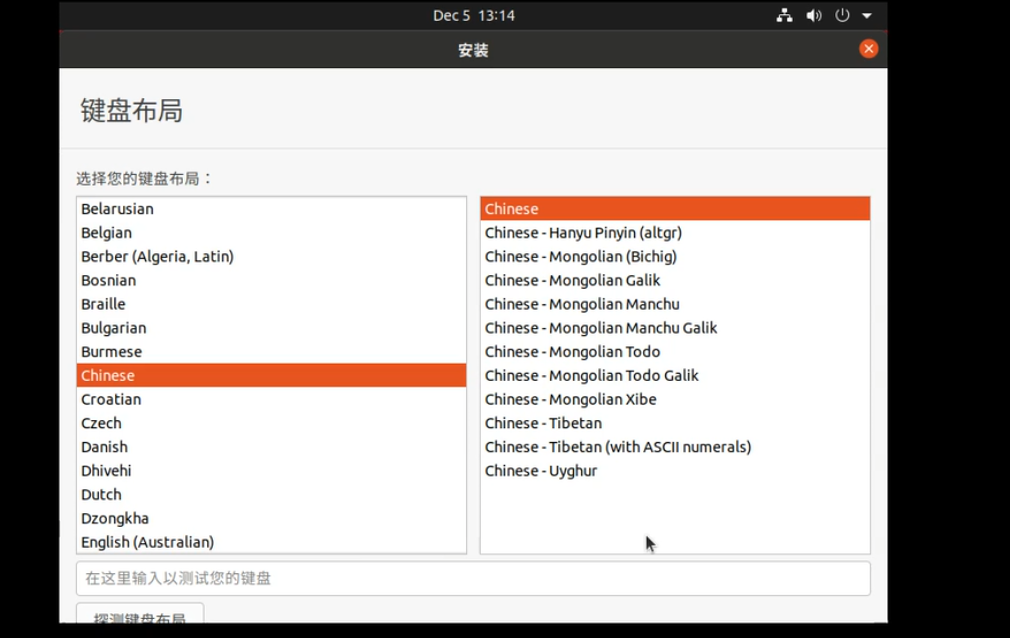 Dec 5 13:14
安装
键盘布局
选择您的键盘布局：
Belarusian
Belgian
Berber (Algeria, Latin)
Bosnian
Braille
Bulgarian
Burmese
Chinese
Croatian
Czech
Danish
Dhivehi
Dutch
Dzongkha
English (Australian)
Chinese
Chinese - Hanyu Pinyin (altgr)
Chinese - Mongolian (Bichig)
Chinese - Mongolian Galik
Chinese - Mongolian Manchu
Chinese - Mongolian Manchu Galik
Chinese - Mongolian Todo
Chinese - Mongolian Todo Galik
Chinese - Mongolian Xibe
Chinese - Tibetan
Chinese - Tibetan (with ASCII numerals)
Chinese - Uyghur
在这里输入以测试您的键盘
探测键盘布局